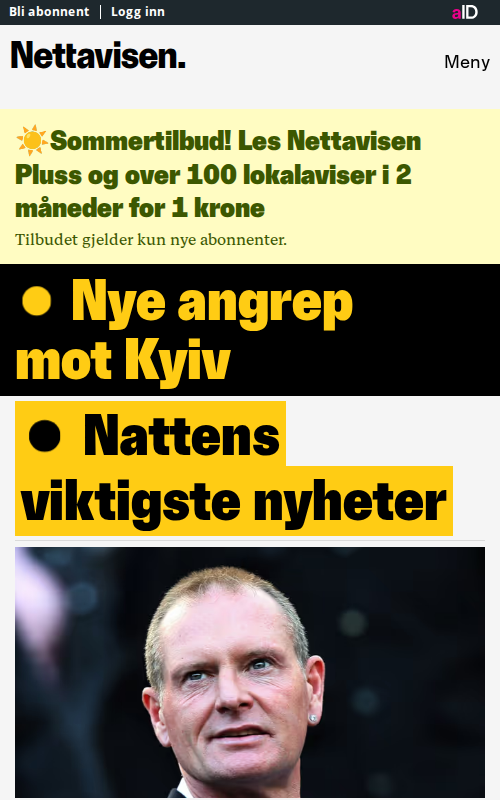 Bli abonnent | Logg inn
aID
Nettavisen.
Meny
☀️Sommertilbud! Les Nettavisen
Pluss og over 100 lokalaviser i 2
måneder for 1 krone
Tilbudet gjelder kun nye abonnenter.
● Nye angrep
mot Kyiv
● Nattens
viktigste nyheter